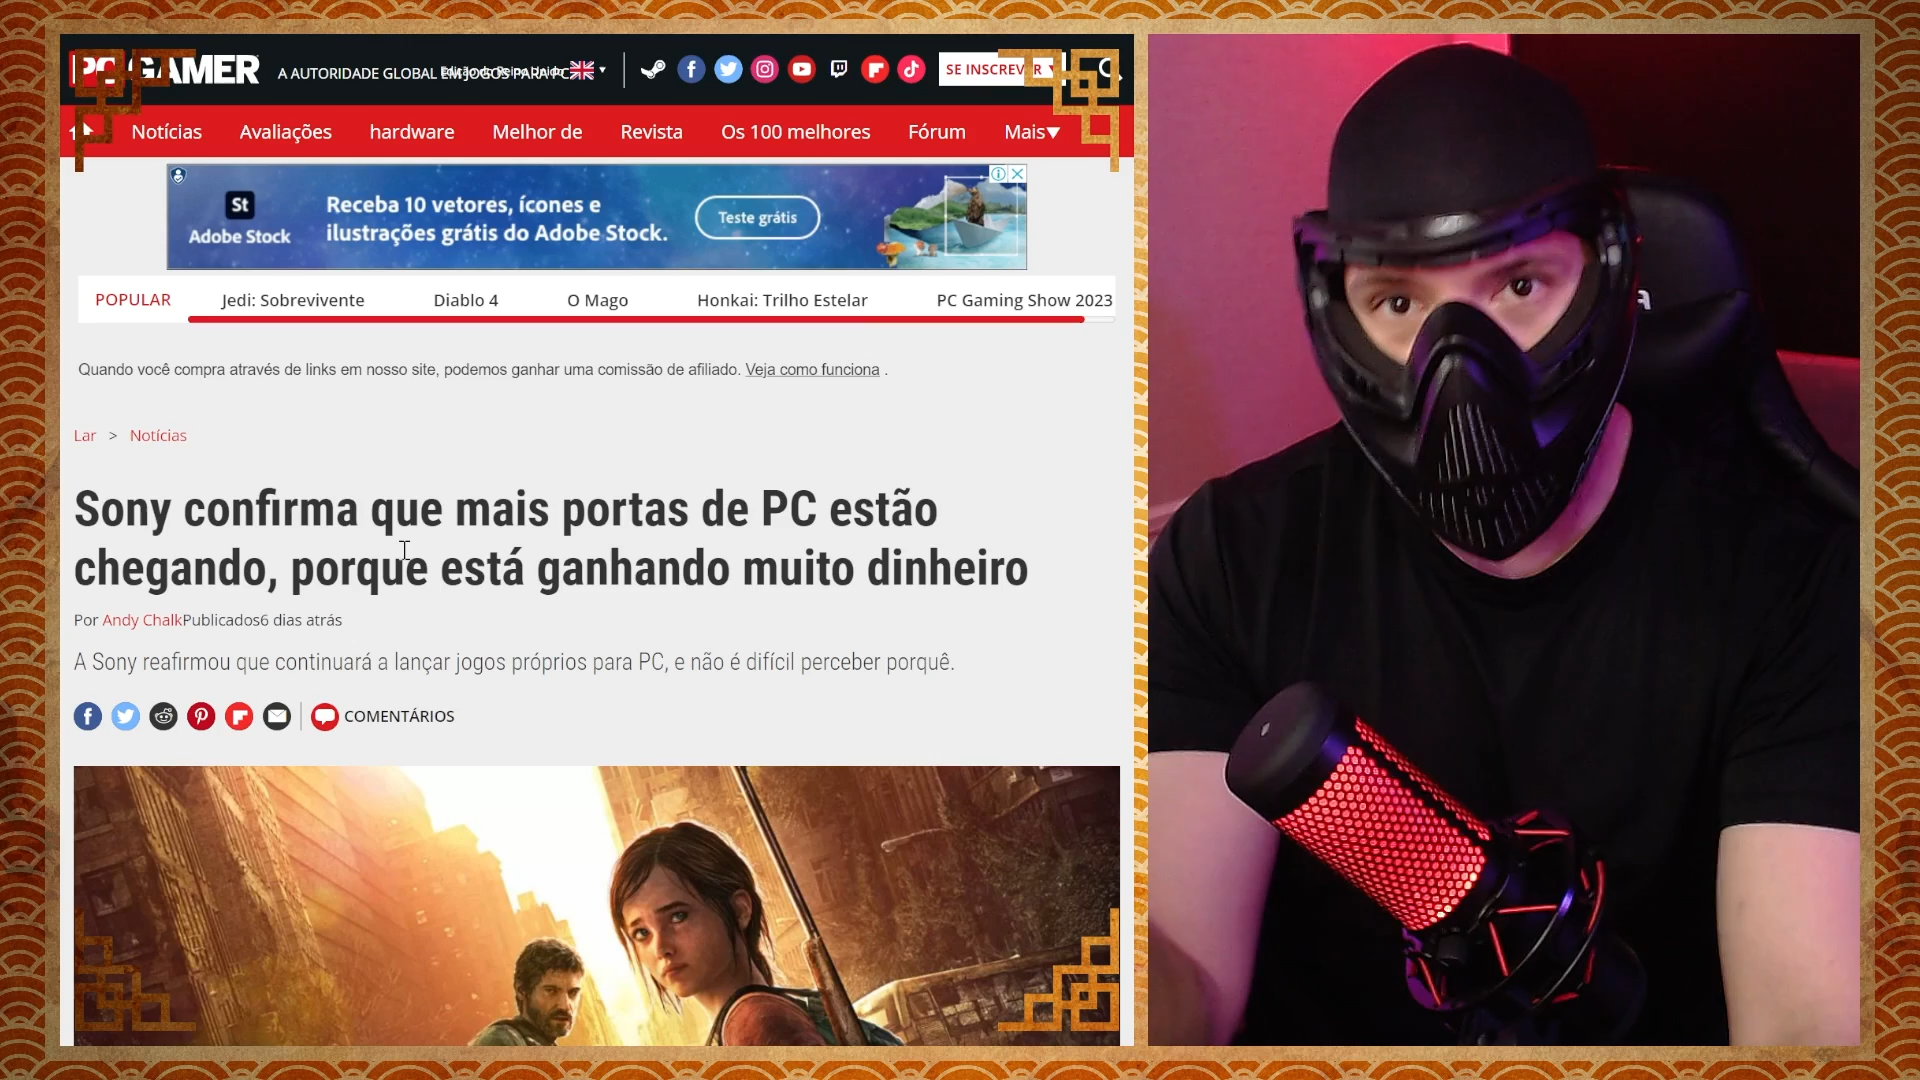 PC GAMER
A AUTORIDADE GLOBAL EM JOGOS PARA PC
Edição do Reino Unido
SE INSCREVER ▼
Notícias Avaliações hardware Melhor de Revista Os 100 melhores Fórum Mais▼
St
Adobe Stock
Receba 10 vetores, ícones e
ilustrações grátis do Adobe Stock.
Teste grátis
POPULAR Jedi: Sobrevivente Diablo 4 O Mago Honkai: Trilho Estelar PC Gaming Show 2023
Quando você compra através de links em nosso site, podemos ganhar uma comissão de afiliado. Veja como funciona .
Lar > Notícias
Sony confirma que mais portas de PC estão
chegando, porque está ganhando muito dinheiro
Por Andy ChalkPublicados6 dias atrás
A Sony reafirmou que continuará a lançar jogos próprios para PC, e não é difícil perceber porquê.
COMENTÁRIOS